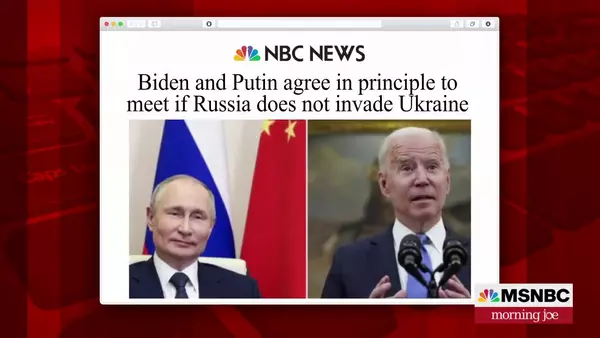 NBC NEWS
Biden and Putin agree in principle to
meet if Russia does not invade Ukraine
MSNBC
morning joe